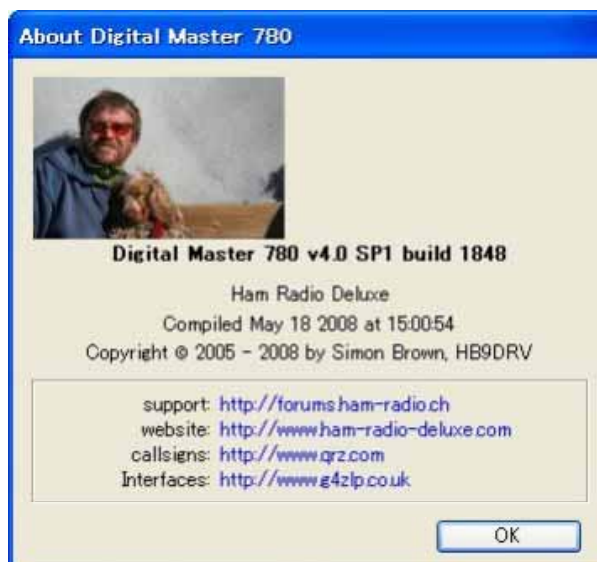 About Digital Master 780
Digital Master 780 v4.0 SP1 build 1848
Ham Radio Deluxe
Compiled May 18 2008 at 15:00:54
Copyright © 2005 - 2008 by Simon Brown, HB9DRV
support: http://forums.ham-radio.ch
website: http://www.ham-radio-deluxe.com
callsigns: http://www.qrz.com
Interfaces: http://www.g4zlp.co.uk
OK